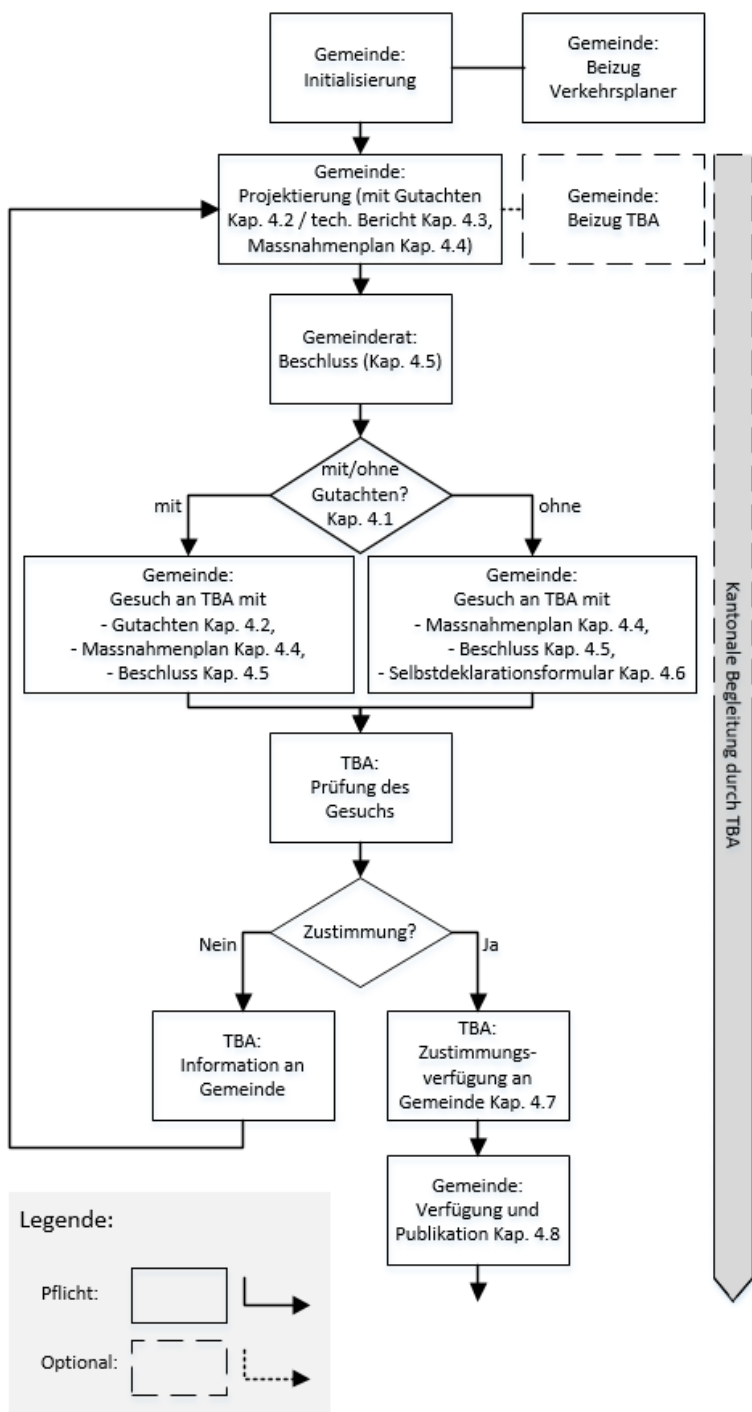 Gemeinde:
Initialisierung
Gemeinde:
Beizug
Verkehrsplaner
Gemeinde:
Projektierung (mit Gutachten
Kap. 4.2 / tech. Bericht Kap. 4.3,
Massnahmenplan Kap. 4.4)
Gemeinde:
Beizug TBA
Gemeinderat:
Beschluss (Kap. 4.5)
mit/ohne
Gutachten?
Kap. 4.1
mit
ohne
Gemeinde:
Gesuch an TBA mit
- Gutachten Kap. 4.2,
- Massnahmenplan Kap. 4.4,
- Beschluss Kap. 4.5
Gemeinde:
Gesuch an TBA mit
- Massnahmenplan Kap. 4.4,
- Beschluss Kap. 4.5,
- Selbstdeklarationsformular Kap. 4.6
Kantonale Begleitung durch TBA
TBA:
Prüfung des
Gesuchs
Zustimmung?
Nein
Ja
TBA:
Information an
Gemeinde
TBA:
Zustimmungs-
verfügung an
Gemeinde Kap. 4.7
Gemeinde:
Verfügung und
Publikation Kap. 4.8
Legende:
Pflicht:
Optional: